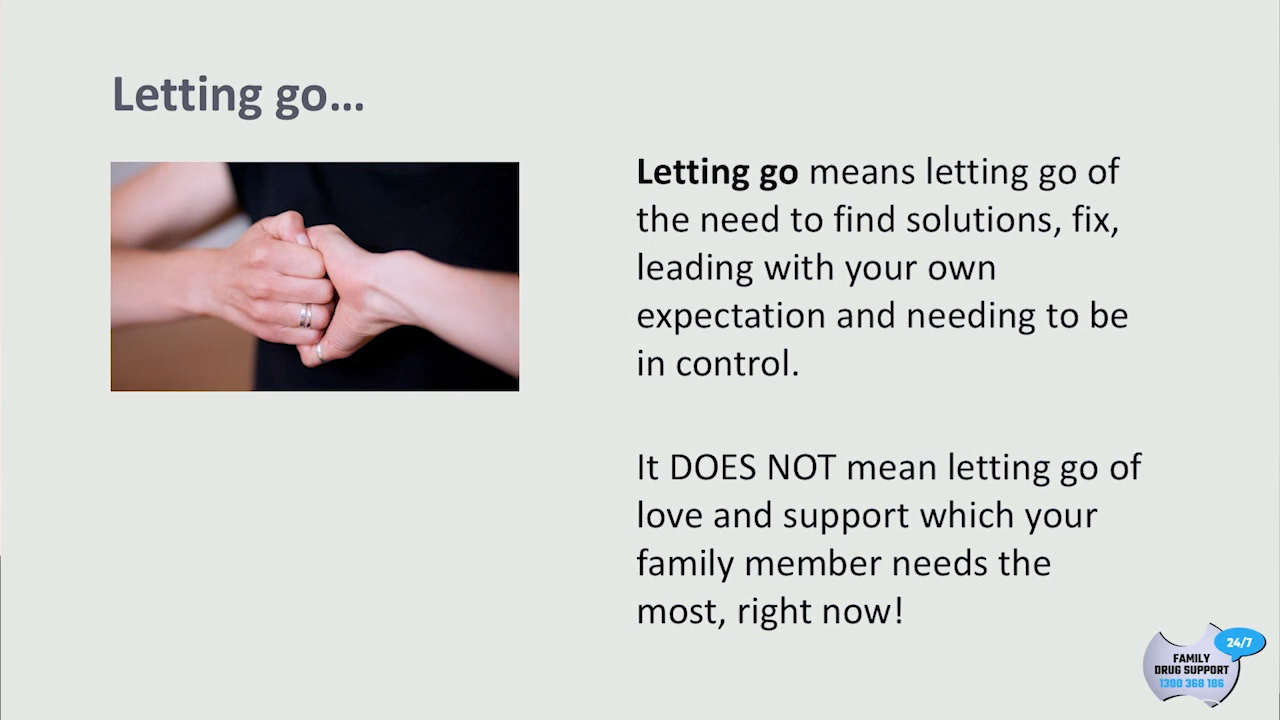 Letting go...
Letting go means letting go of
the need to find solutions, fix,
leading with your own
expectation and needing to be
in control.
It DOES NOT mean letting go of
love and support which your
family member needs the
most, right now!
24/7
FAMILY
DRUG SUPPORT
1300 368 186